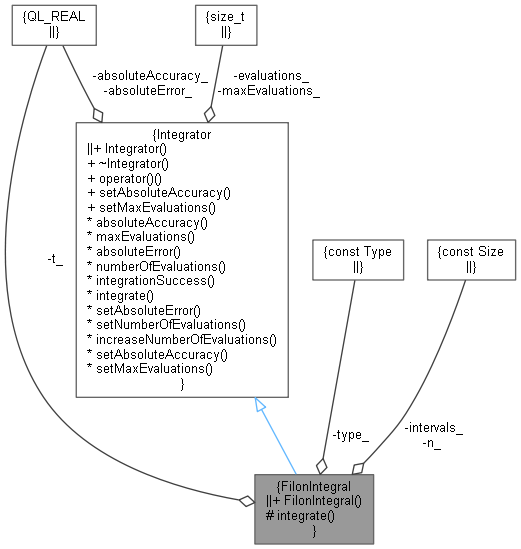 {QL_REAL
||}
{size_t
||}
-absoluteAccuracy_
-absoluteError_
-evaluations_
-maxEvaluations_
{Integrator
||+ Integrator()
+ ~Integrator()
+ operator()()
+ setAbsoluteAccuracy()
+ setMaxEvaluations()
* absoluteAccuracy()
* maxEvaluations()
* absoluteError()
* numberOfEvaluations()
* integrationSuccess()
* integrate()
* setAbsoluteError()
* setNumberOfEvaluations()
* increaseNumberOfEvaluations()
* setAbsoluteAccuracy()
* setMaxEvaluations()
}
-t_
{const Type
||}
{const Size
||}
-type_
-intervals_
-n_
{FilonIntegral
||+ FilonIntegral()
# integrate()
}